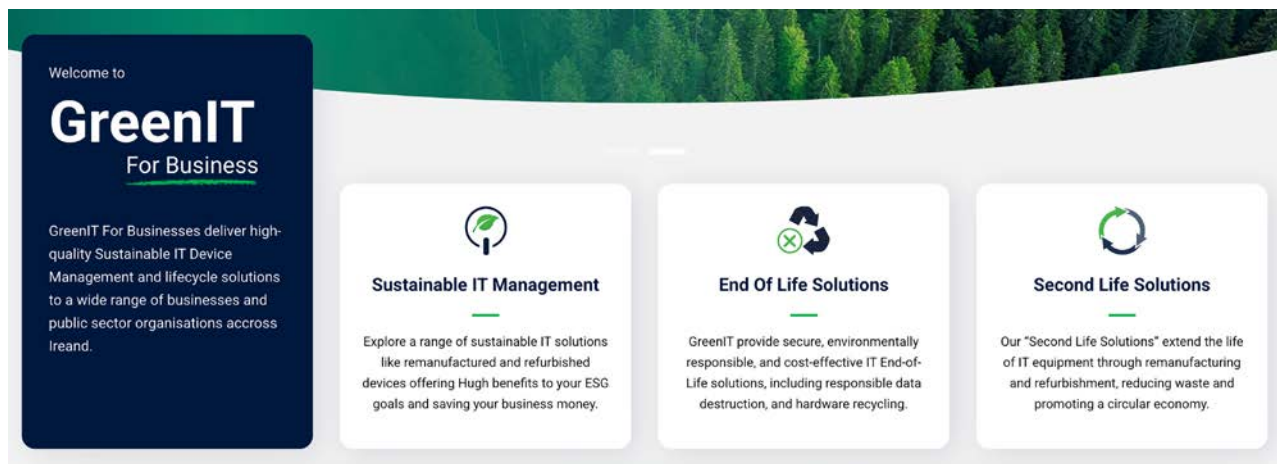 Welcome to
GreenIT
For Business
GreenIT For Businesses deliver high-
quality Sustainable IT Device
Management and lifecycle solutions
to a wide range of businesses and
public sector organisations accross
Ireand.
Sustainable IT Management
Explore a range of sustainable IT solutions
like remanufactured and refurbished
devices offering Hugh benefits to your ESG
goals and saving your business money.
End Of Life Solutions
GreenIT provide secure, environmentally
responsible, and cost-effective IT End-of-
Life solutions, including responsible data
destruction, and hardware recycling.
Second Life Solutions
Our “Second Life Solutions” extend the life
of IT equipment through remanufacturing
and refurbishment, reducing waste and
promoting a circular economy.